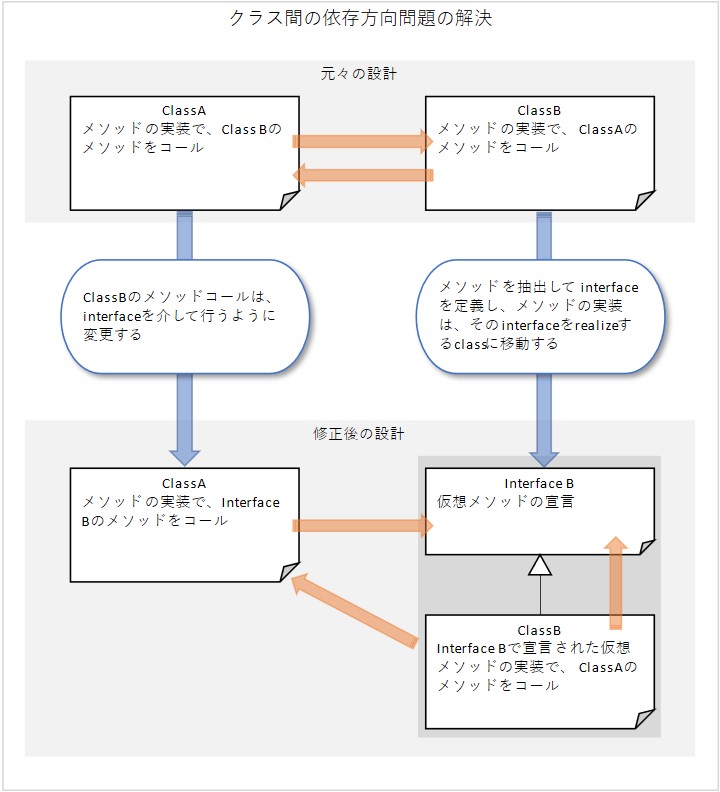 クラス間の依存方向問題の解決
元々の設計
ClassA
メソッドの実装で、Class Bの
メソッドをコール
ClassB
メソッドの実装で、 ClassAの
メソッドをコール
ClassBのメソッドコールは、
interfaceを介して行うように
変更する
メソッドを抽出して interface
を定義し、メソッドの実装
は、そのinterfaceをrealizeす
るclassに移動する
修正後の設計
ClassA
メソッドの実装で、Interface
Bのメソッドをコール
Interface B
仮想メソッドの宣言
ClassB
Interface Bで宣言された仮想
メソッドの実装で、 ClassAの
メソッドをコール